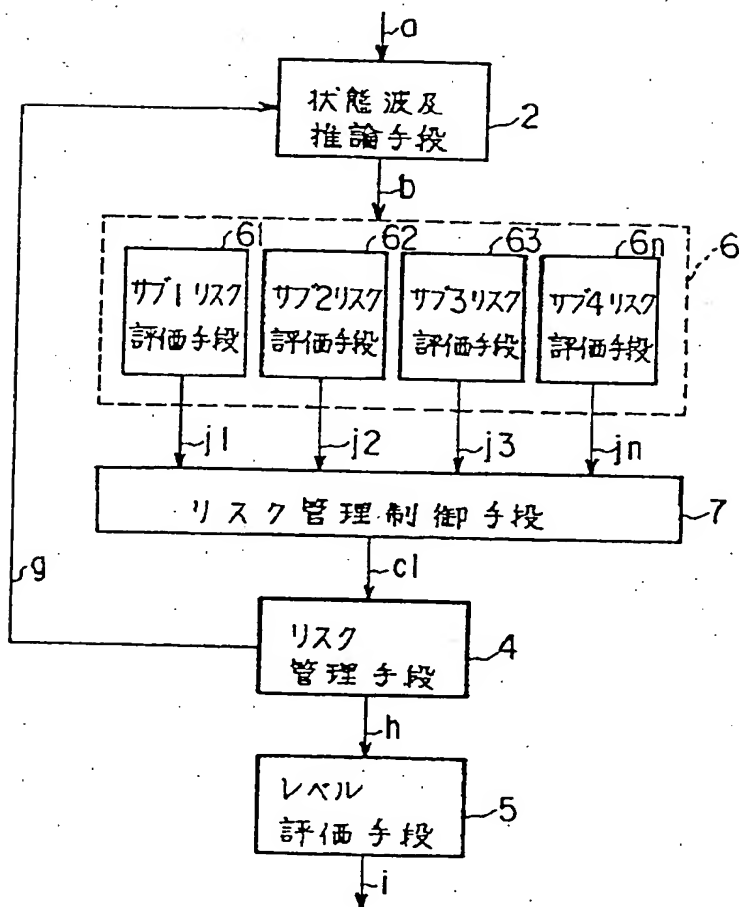 a
状態波及
推論手段
2
b
61
62
63
6n
6
サブ1リスク
評価手段
サブ2リスク
評価手段
サブ3リスク
評価手段
サブ4リスク
評価手段
j1
j2
j3
jn
リスク管理制御手段
7
g
c1
リスク
管理手段
4
h
レベル
評価手段
5
i